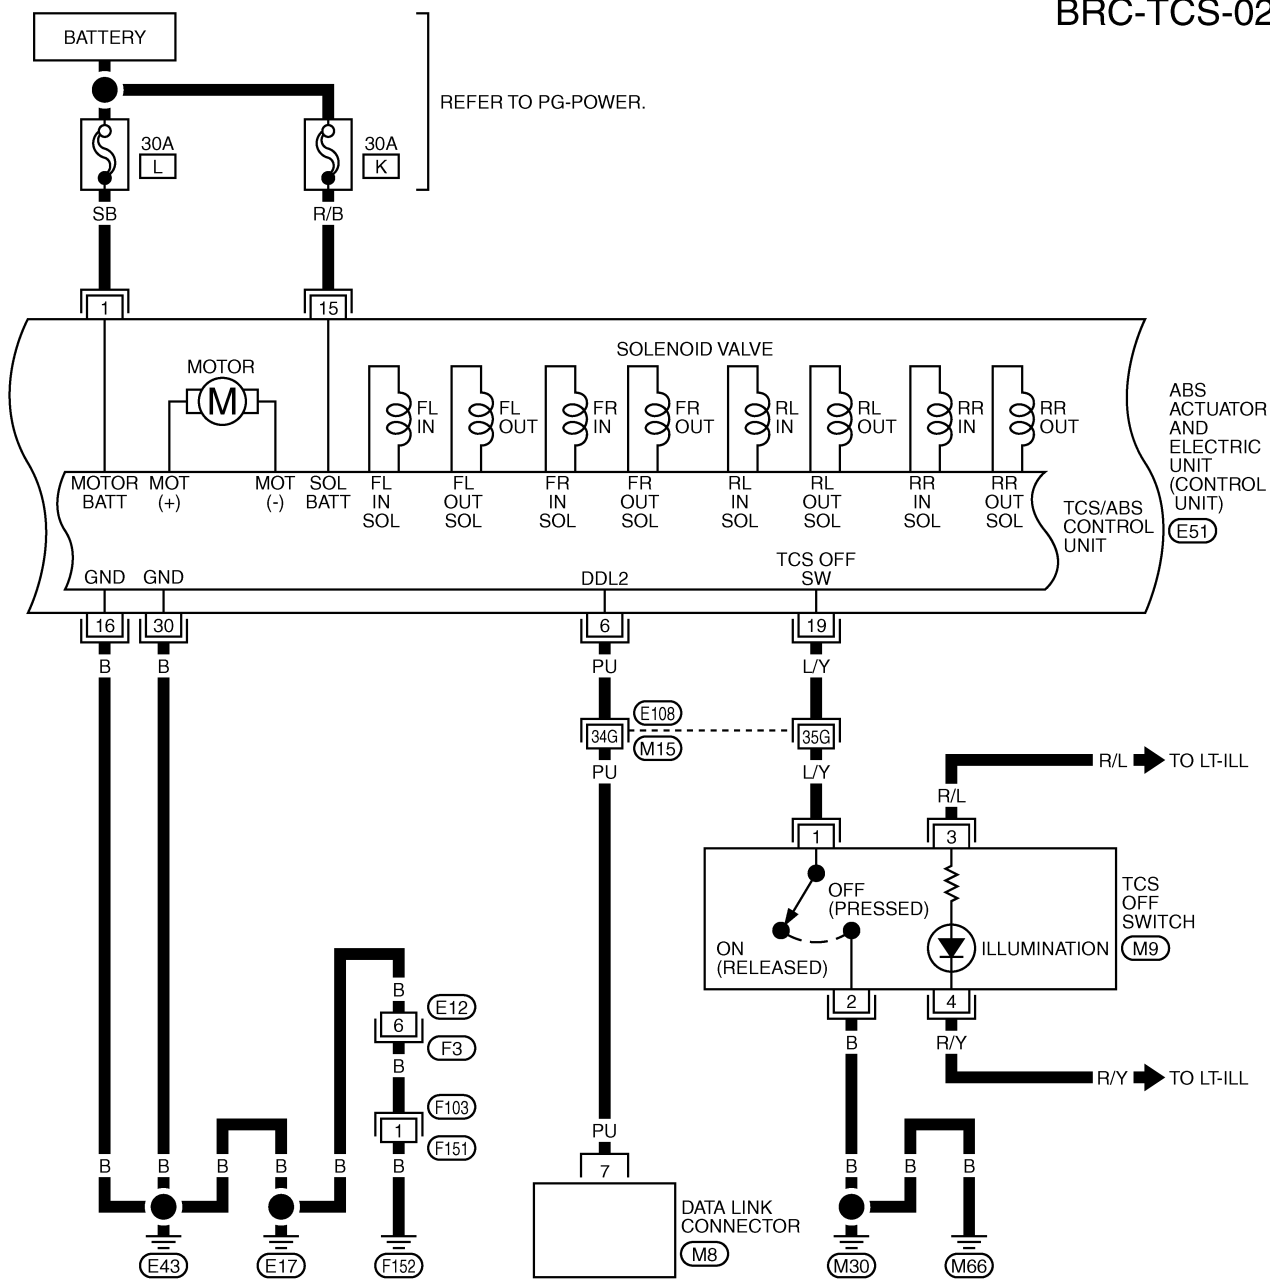 BRC-TCS-02
BATTERY
REFER TO PG-POWER.
30A
L
30A
K
SB
R/B
1
15
SOLENOID VALVE
MOTOR
M
FL
IN
FL
OUT
FR
IN
FR
OUT
RL
IN
RL
OUT
RR
IN
RR
OUT
ABS
ACTUATOR
AND
ELECTRIC
UNIT
(CONTROL
UNIT)
E51
MOTOR
BATT
MOT
(+)
MOT
(-)
SOL
BATT
FL
IN
SOL
FL
OUT
SOL
FR
IN
SOL
FR
OUT
SOL
RL
IN
SOL
RL
OUT
SOL
RR
IN
SOL
RR
OUT
SOL
TCS/ABS
CONTROL
UNIT
GND
GND
DDL2
TCS OFF
SW
16
30
6
19
B
B
PU
L/Y
34G
E108
M15
35G
PU
L/Y
R/L
TO LT-ILL
R/L
1
3
OFF
(PRESSED)
ON
(RELEASED)
ILLUMINATION
TCS
OFF
SWITCH
M9
2
4
B
R/Y
R/Y
TO LT-ILL
B
6
E12
F3
B
F103
1
F151
PU
7
B
B
B
B
B
B
B
B
B
DATA LINK
CONNECTOR
M8
E43
E17
F152
M30
M66